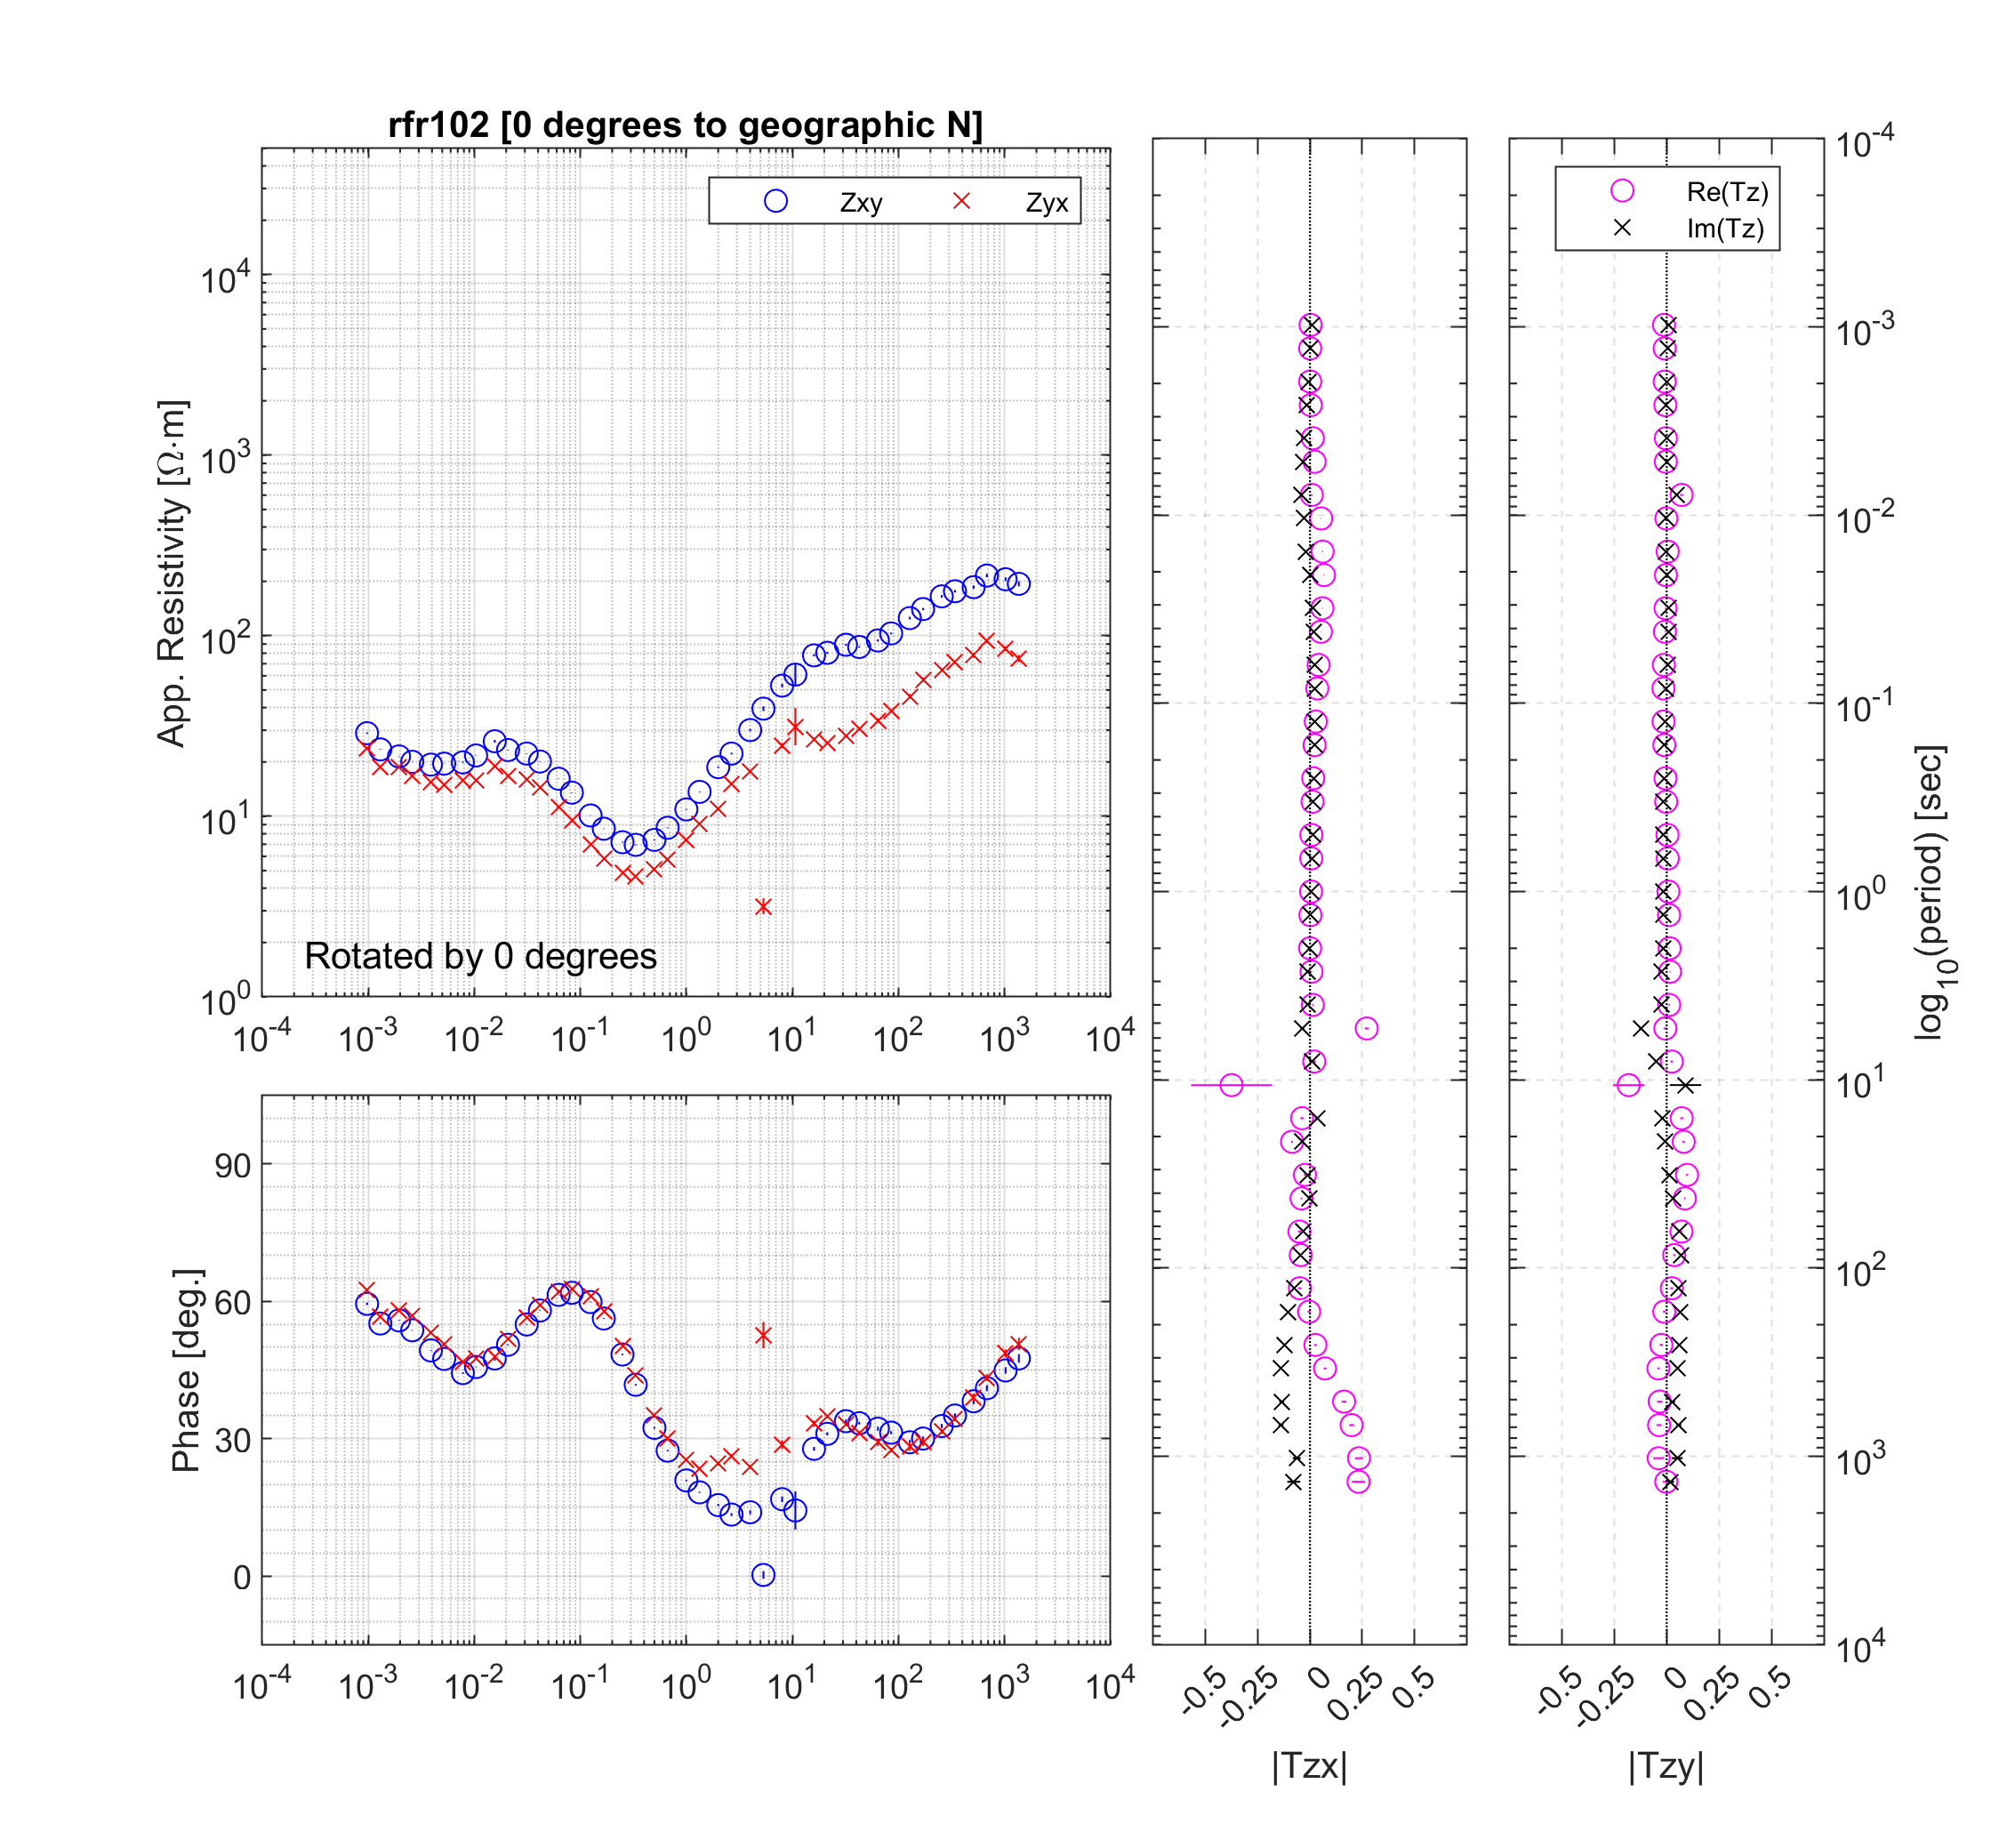 rfr102 [0 degrees to geographic N]
Zxy Zyx
App. Resistivity [Ω·m]
10^4
10^3
10^2
10^1
10^0
Rotated by 0 degrees
10^-4 10^-3 10^-2 10^-1 10^0 10^1 10^2 10^3 10^4
Phase [deg.]
90
60
30
0
10^-4 10^-3 10^-2 10^-1 10^0 10^1 10^2 10^3 10^4
-0.5 -0.25 0 0.25 0.5
|Tzx|
Re(Tz)
Im(Tz)
10^-4
10^-3
10^-2
10^-1
10^0
10^1
10^2
10^3
10^4
log10(period) [sec]
-0.5 -0.25 0 0.25 0.5
|Tzy|